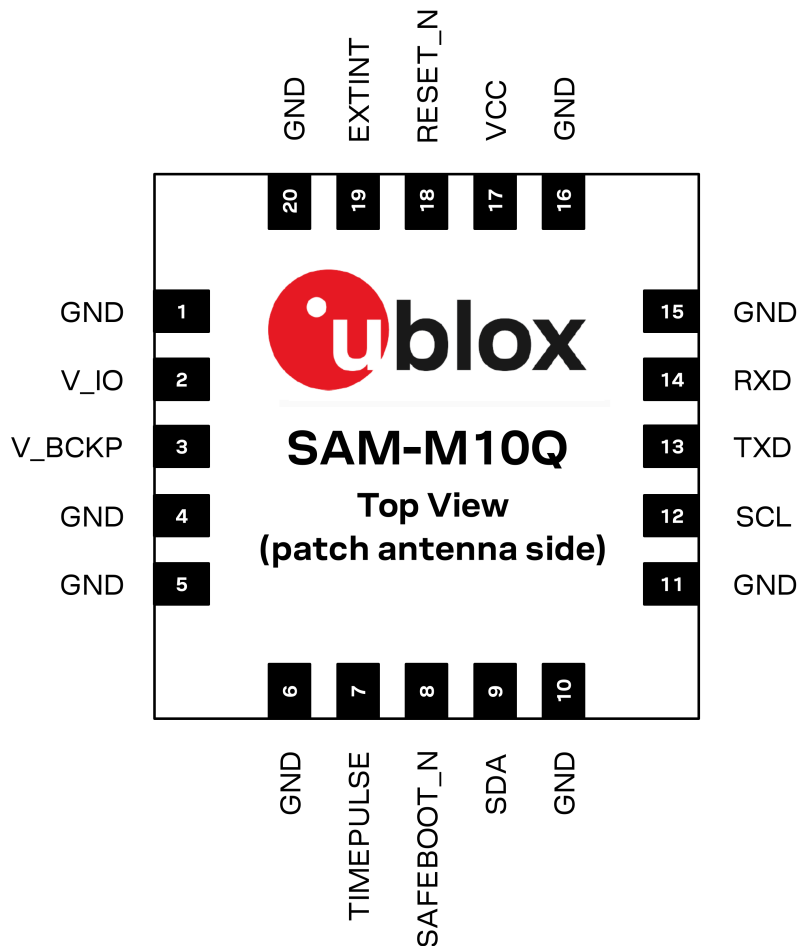 GND
EXTINT
RESET_N
VCC
GND
20
19
18
17
16
GND 1
V_IO 2
V_BCKP 3
GND 4
GND 5
ublox
SAM-M10Q
Top View
(patch antenna side)
15 GND
14 RXD
13 TXD
12 SCL
11 GND
6
7
8
9
10
GND
TIMEPULSE
SAFEBOOT_N
SDA
GND